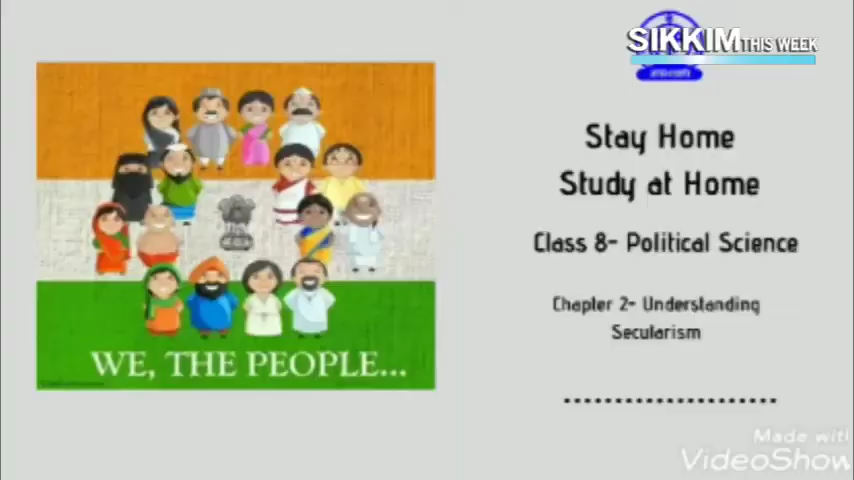 SIKKIM THIS WEEK
Stay Home
Study at Home
Class 8- Political Science
Chapter 2- Understanding
Secularism
.....................
WE, THE PEOPLE...
Made with
VideoShow